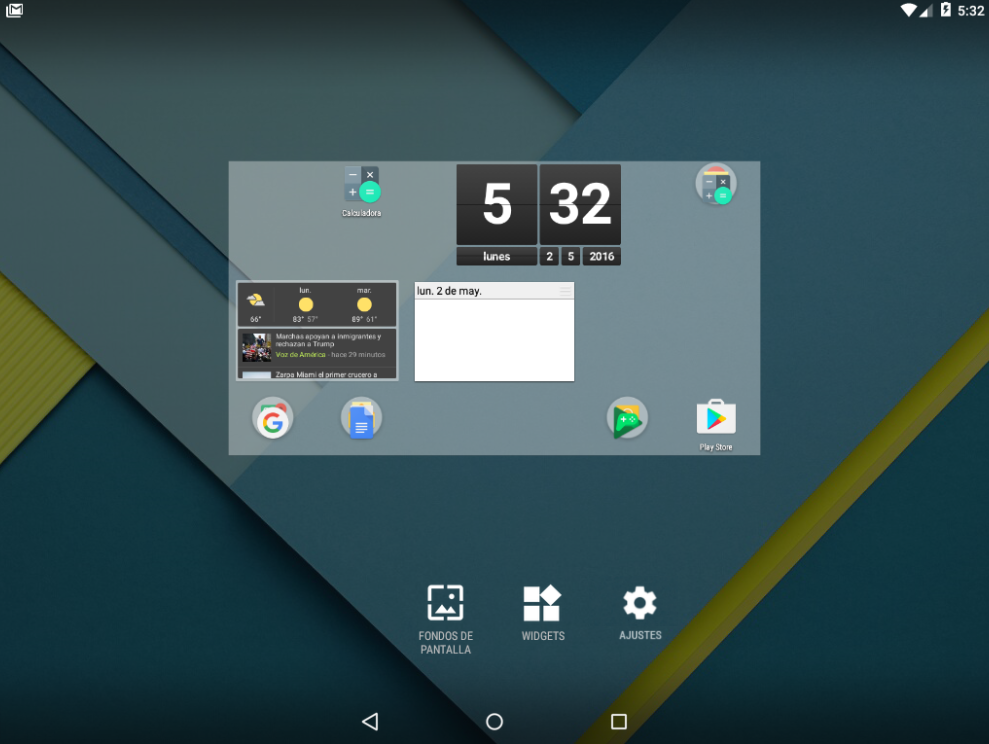 5:32
Calculadora
5 32
lunes 2 5 2016
lun. mar.
66° 83° 57° 89° 61°
Marchas apoyan a inmigrantes y
rechazan a Trump
Voz de América - hace 29 minutos
Zarpa Miami el primer crucero a
lun. 2 de may.
Play Store
FONDOS DE
PANTALLA
WIDGETS
AJUSTES